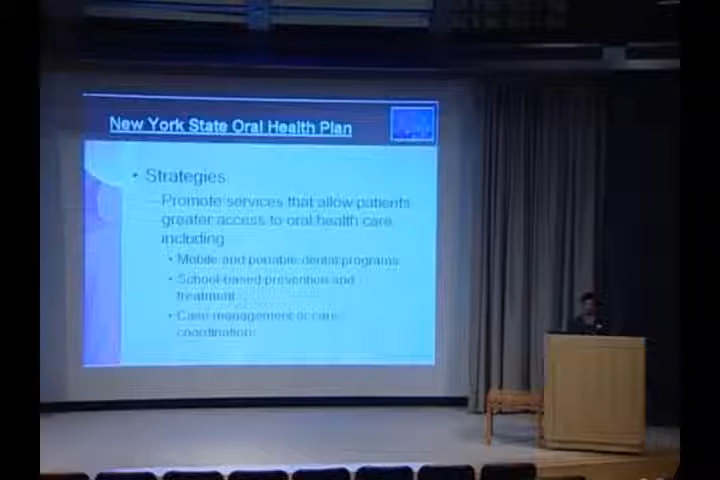 New York State Oral Health Plan
• Strategies
–Promote services that allow patients
greater access to oral health care
including
• Mobile and portable dental programs
• School-based prevention and
treatment
• Case management or care
coordination